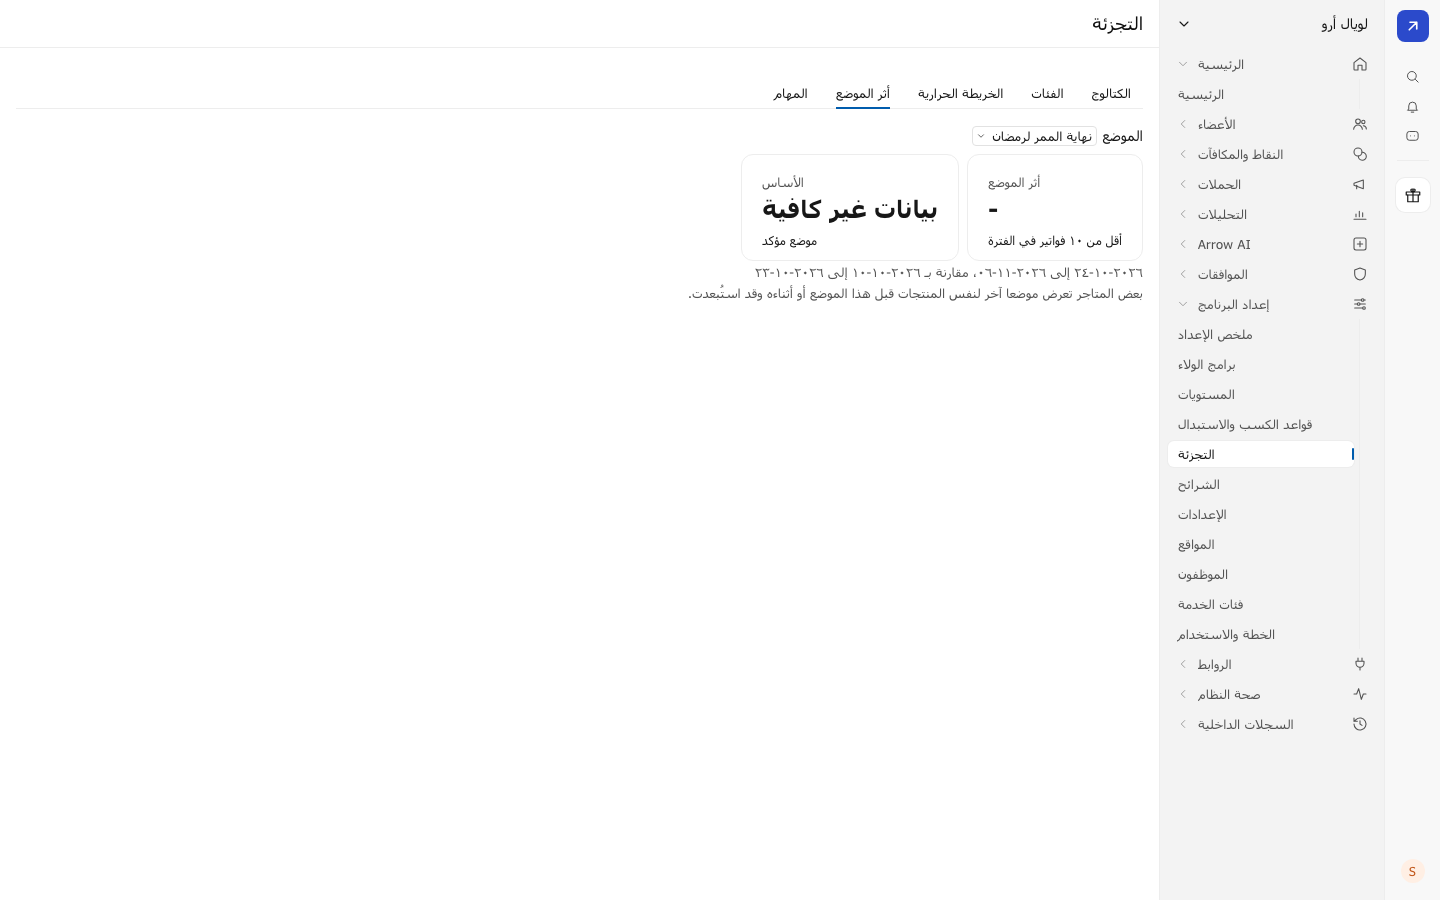 لويال أرو
الرئيسية
الرئيسية
الأعضاء
النقاط والمكافآت
الحملات
التحليلات
Arrow AI
الموافقات
إعداد البرنامج
ملخص الإعداد
برامج الولاء
المستويات
قواعد الكسب والاستبدال
التجزئة
الشرائح
الإعدادات
المواقع
الموظفون
فئات الخدمة
الخطة والاستخدام
الروابط
صحة النظام
السجلات الداخلية
S
التجزئة
الكتالوج
الفئات
الخريطة الحرارية
أثر الموضع
المهام
الموضع نهاية الممر لرمضان
أثر الموضع
-
أقل من ١٠ فواتير في الفترة
الأساس
بيانات غير كافية
موضع مؤكد
٢٠٢٦-١٠-٢٤ إلى ٢٠٢٦-١١-٠٦، مقارنة بـ ٢٠٢٦-١٠-١٠ إلى ٢٠٢٦-١٠-٢٣
بعض المتاجر تعرض موضعا آخر لنفس المنتجات قبل هذا الموضع أو أثناءه وقد استُبعدت.